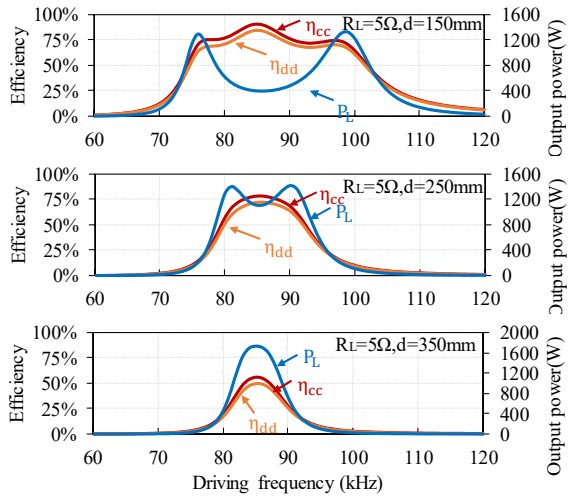 100%
75%
50%
25%
0%
Efficiency
ηcc
ηdd
PL
RL=5Ω,d=150mm
1600
1200
800
400
0
Output power(W)
60 70 80 90 100 110 120
100%
75%
50%
25%
0%
Efficiency
ηcc
PL
ηdd
RL=5Ω,d=250mm
1600
1200
800
400
0
Output power(W)
60 70 80 90 100 110 120
100%
75%
50%
25%
0%
Efficiency
PL
ηcc
ηdd
RL=5Ω,d=350mm
2000
1600
1200
800
400
0
Output power(W)
60 70 80 90 100 110 120
Driving frequency (kHz)